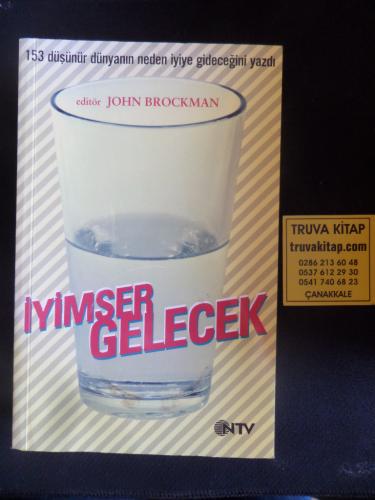 153 düşünür dünyanın neden iyiye gideceğini yazdı
editör JOHN BROCKMAN
İYİMSER
GELECEK
NTV
TRUVA KİTAP
truvakitap.com
0286 213 60 48
0537 612 29 30
0541 740 68 23
ÇANAKKALE